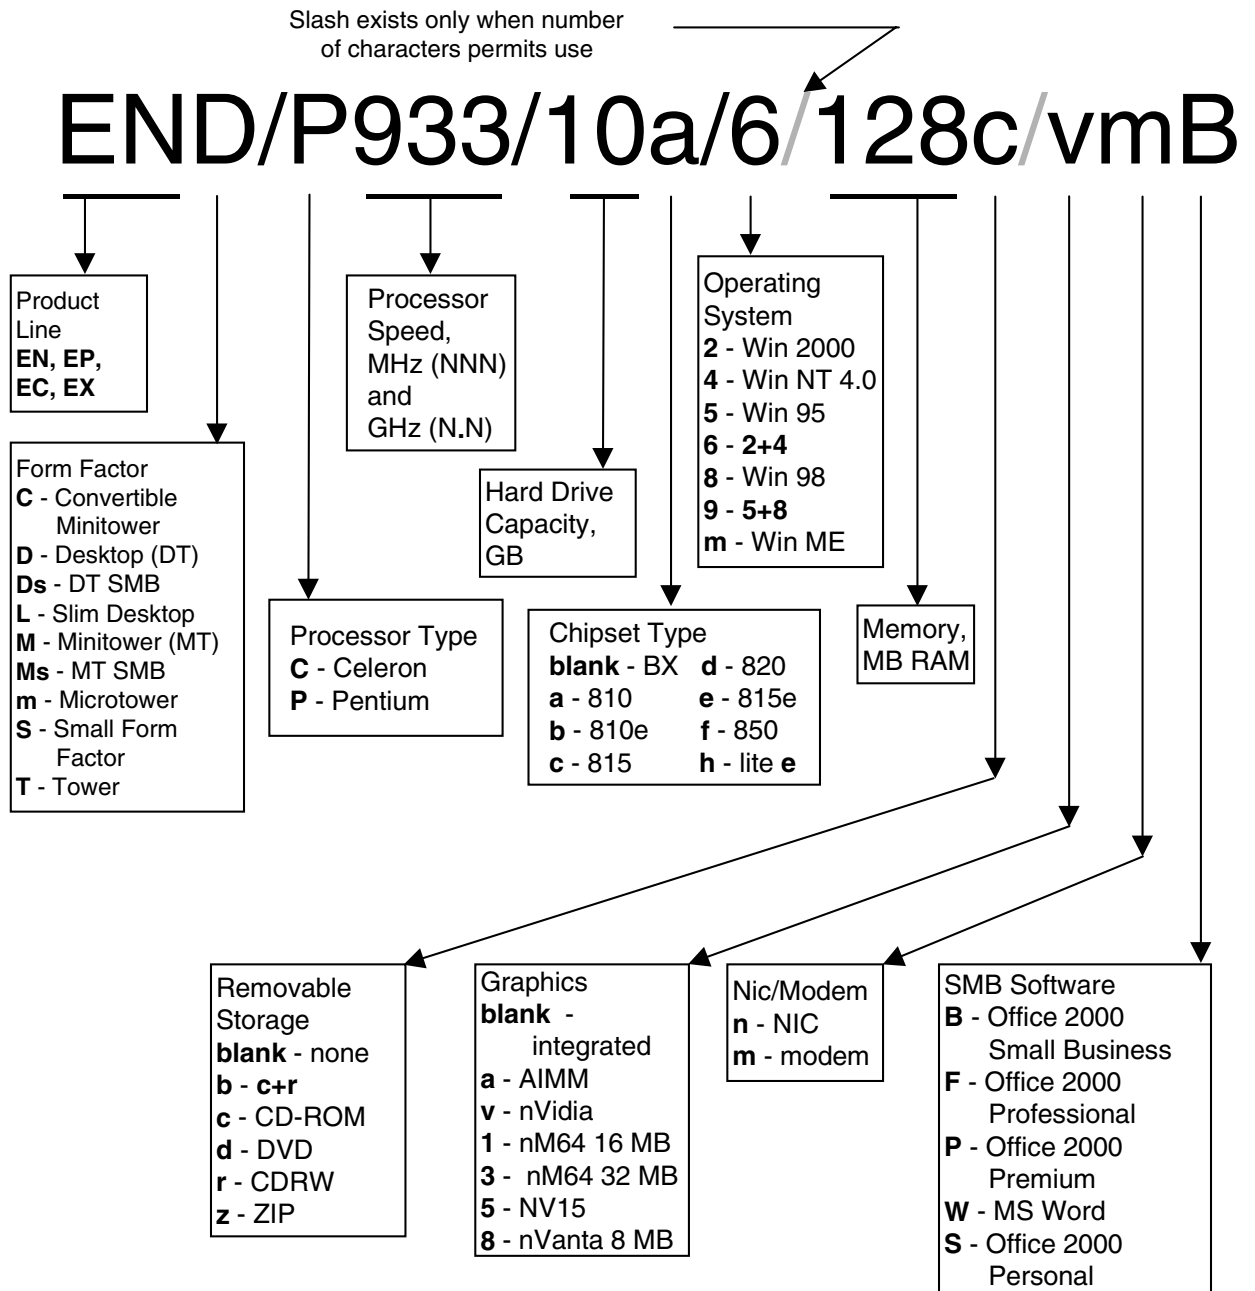 Slash exists only when number
of characters permits use
END/P933/10a/6/128c/vmB
Product
Line
EN, EP,
EC, EX
Processor
Speed,
MHz (NNN)
and
GHz (N.N)
Operating
System
2 - Win 2000
4 - Win NT 4.0
5 - Win 95
6 - 2+4
8 - Win 98
9 - 5+8
m - Win ME
Form Factor
C - Convertible
Minitower
D - Desktop (DT)
Ds - DT SMB
L - Slim Desktop
M - Minitower (MT)
Ms - MT SMB
m - Microtower
S - Small Form
Factor
T - Tower
Hard Drive
Capacity,
GB
Processor Type
C - Celeron
P - Pentium
Chipset Type
blank - BX d - 820
a - 810 e - 815e
b - 810e f - 850
c - 815 h - lite e
Memory,
MB RAM
Removable
Storage
blank - none
b - c+r
c - CD-ROM
d - DVD
r - CDRW
z - ZIP
Graphics
blank -
integrated
a - AIMM
v - nVidia
1 - nM64 16 MB
3 - nM64 32 MB
5 - NV15
8 - nVanta 8 MB
Nic/Modem
n - NIC
m - modem
SMB Software
B - Office 2000
Small Business
F - Office 2000
Professional
P - Office 2000
Premium
W - MS Word
S - Office 2000
Personal